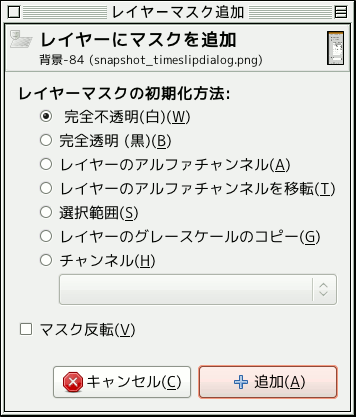 レイヤーマスク追加
レイヤーにマスクを追加
背景-84 (snapshot_timeslipdialog.png)
レイヤーマスクの初期化方法:
完全不透明(白)(W)
完全透明 (黒)(B)
レイヤーのアルファチャンネル(A)
レイヤーのアルファチャンネルを移転(T)
選択範囲(S)
レイヤーのグレースケールのコピー(G)
チャンネル(H)
マスク反転(V)
キャンセル(C)
追加(A)